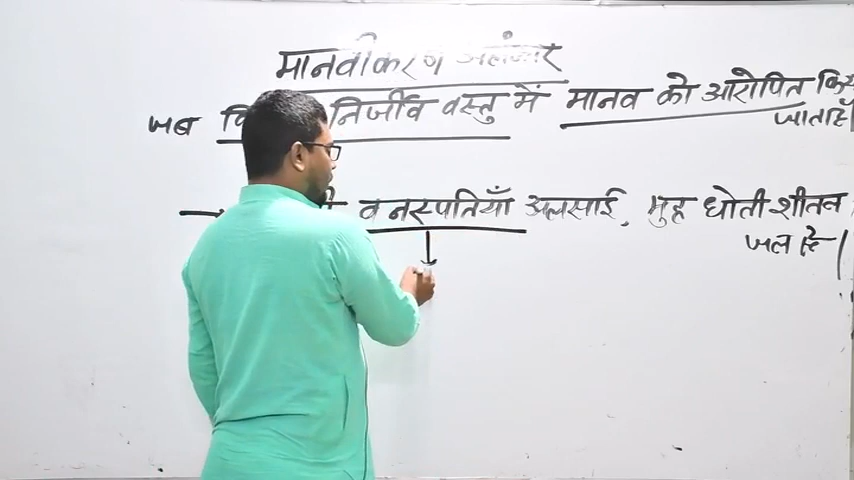 मानवीकरण अलंकार
जब निर्जीव वस्तु में मानव को आरोपित
जाता है।
वनस्पतियाँ अलसाई, मुह धोती शीतल
जल से